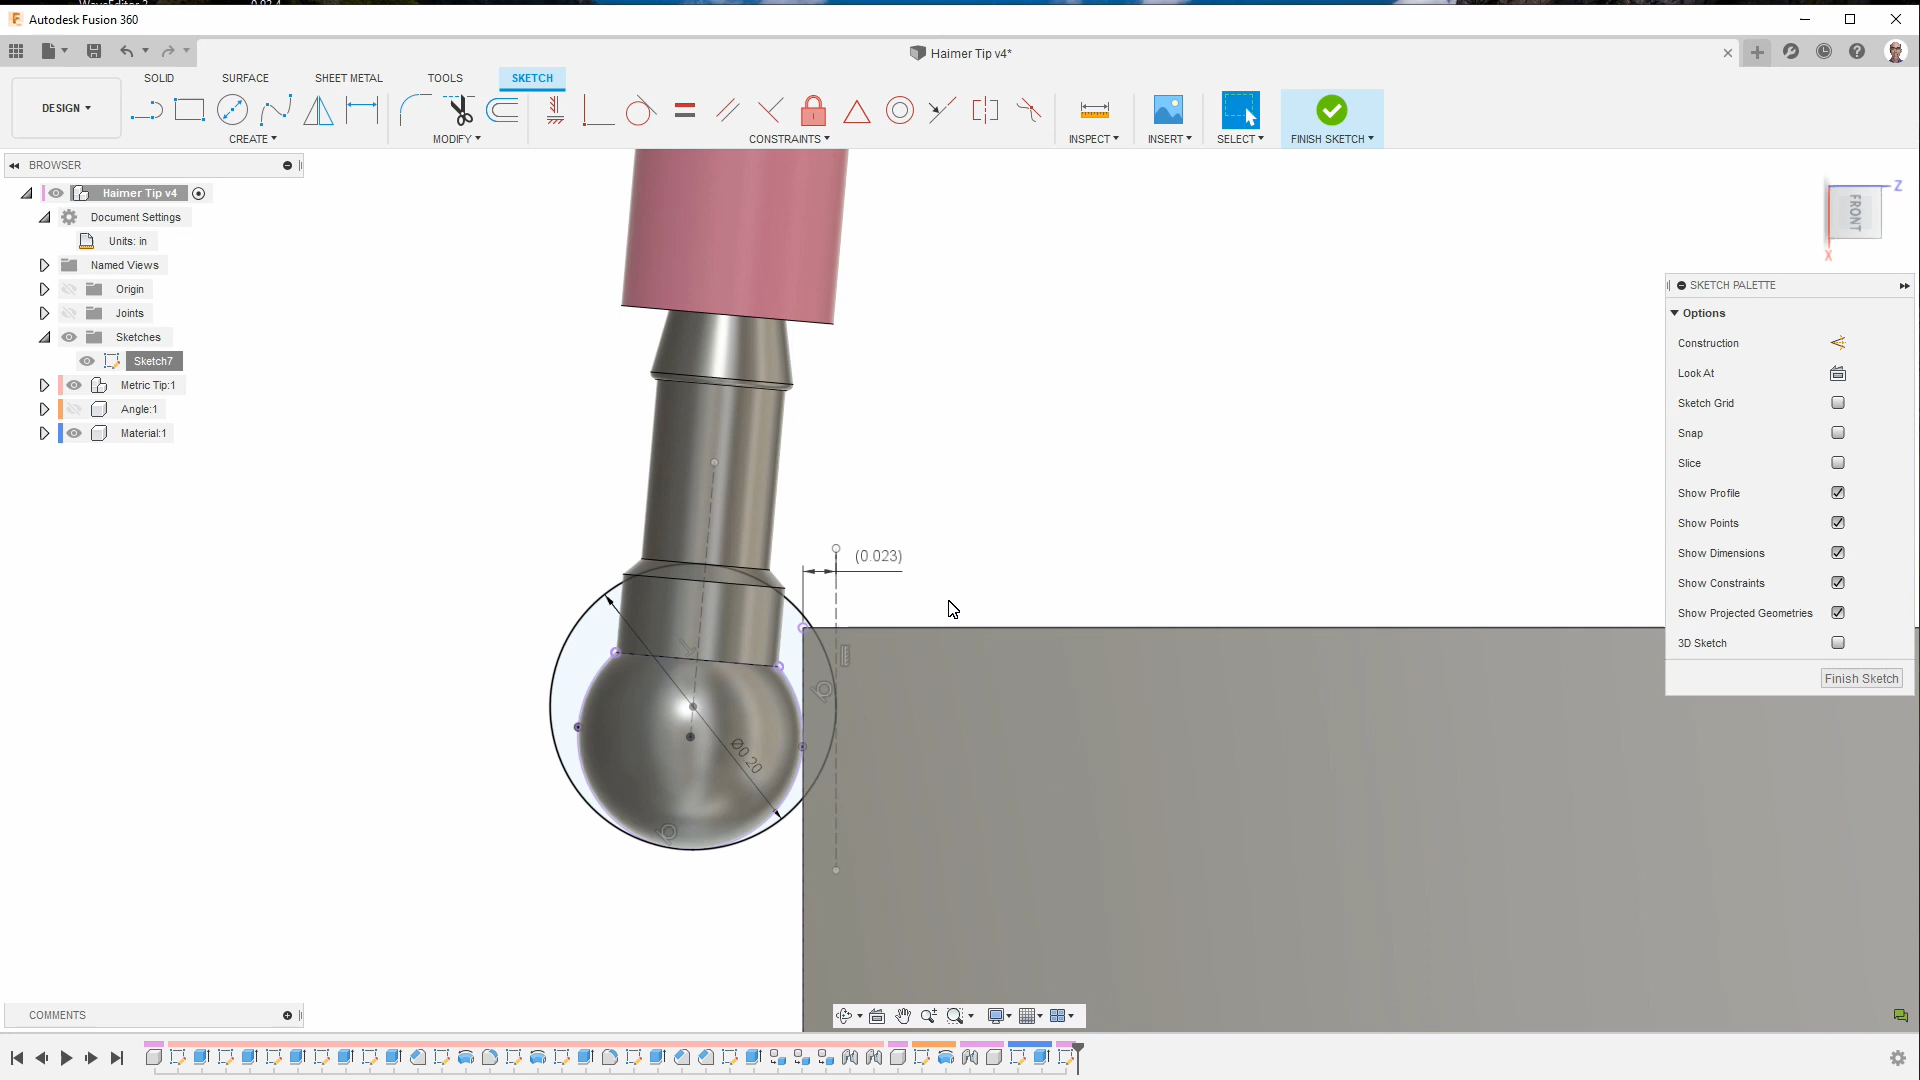 Autodesk Fusion 360
Haimer Tip v4*
SOLID SURFACE SHEET METAL TOOLS SKETCH
DESIGN
CREATE MODIFY CONSTRAINTS INSPECT INSERT SELECT FINISH SKETCH
BROWSER
Haimer Tip v4
Document Settings
Units: in
Named Views
Origin
Joints
Sketches
Sketch7
Metric Tip:1
Angle:1
Material:1
Z
FRONT
X
SKETCH PALETTE
Options
Construction
Look At
Sketch Grid
Snap
Slice
Show Profile
Show Points
Show Dimensions
Show Constraints
Show Projected Geometries
3D Sketch
Finish Sketch
(0.023)
Ø0.20
COMMENTS